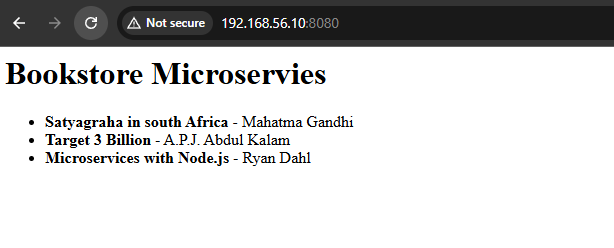 Not secure 192.168.56.10:8080
Bookstore Microservies
Satyagraha in south Africa - Mahatma Gandhi
Target 3 Billion - A.P.J. Abdul Kalam
Microservices with Node.js - Ryan Dahl